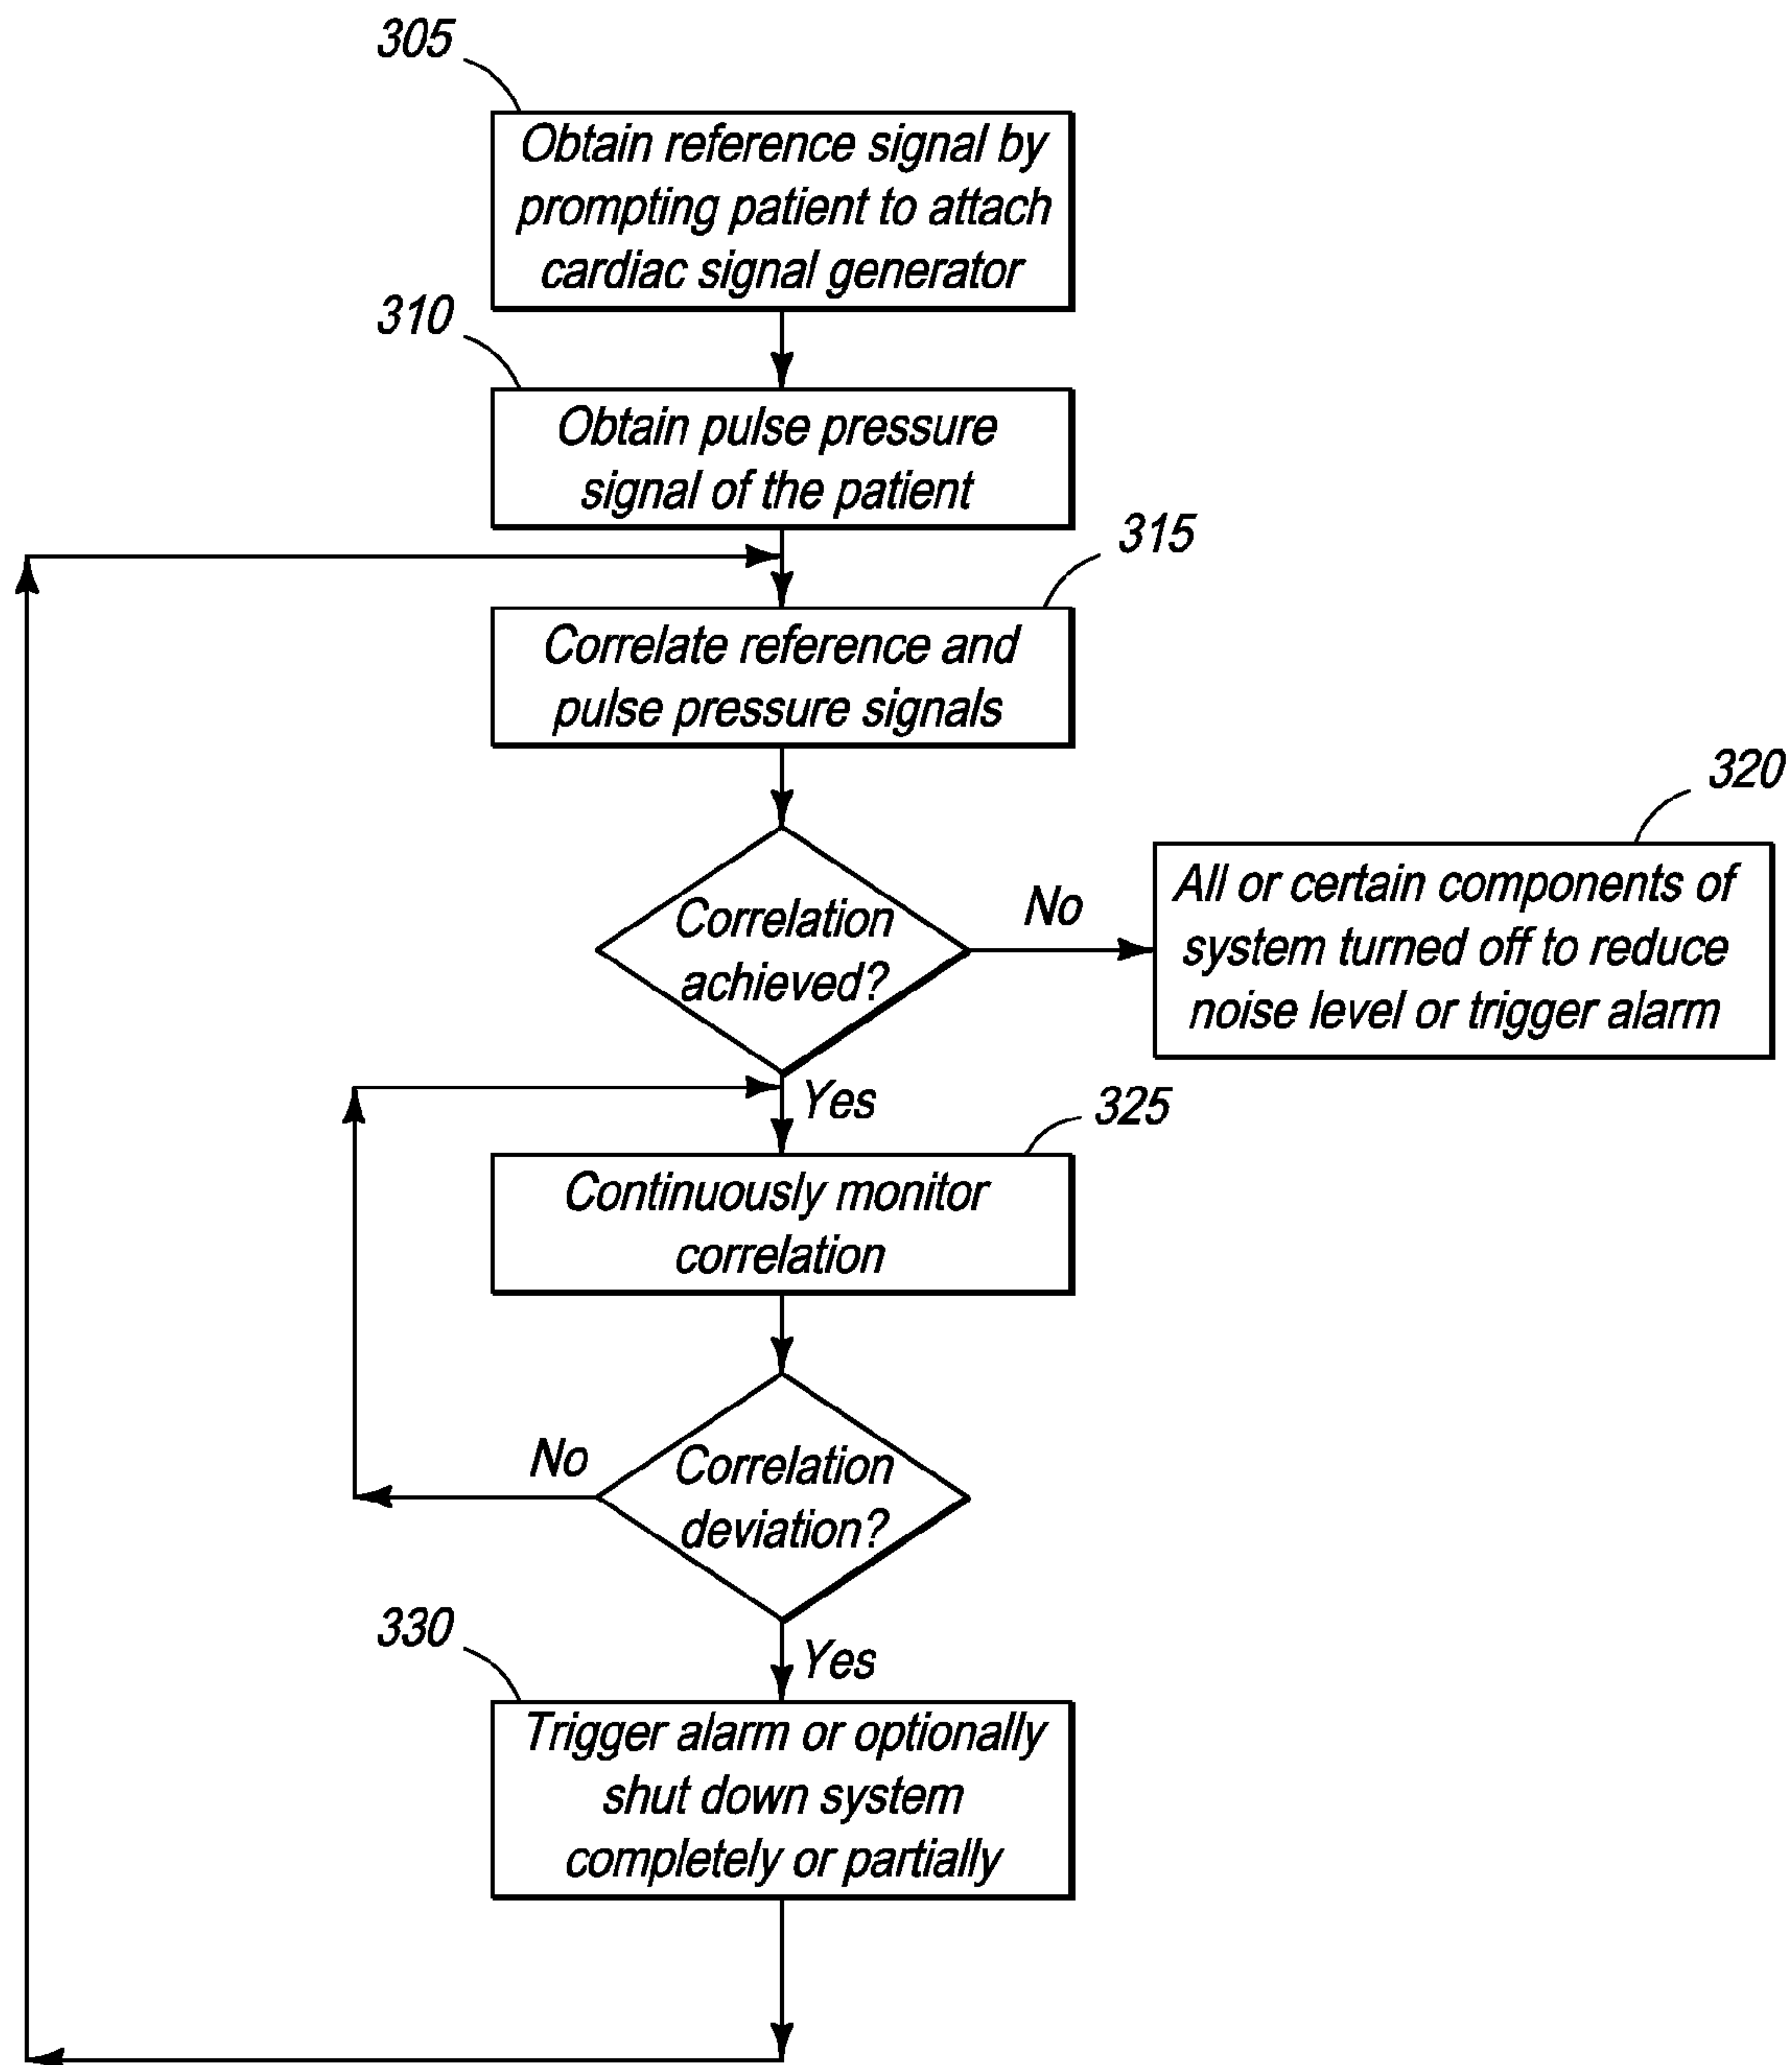 305
Obtain reference signal by
prompting patient to attach
cardiac signal generator
310
Obtain pulse pressure
signal of the patient
315
Correlate reference and
pulse pressure signals
320
Correlation
achieved?
No
All or certain components of
system turned off to reduce
noise level or trigger alarm
Yes
325
Continuously monitor
correlation
No
Correlation
deviation?
330
Yes
Trigger alarm or optionally
shut down system
completely or partially